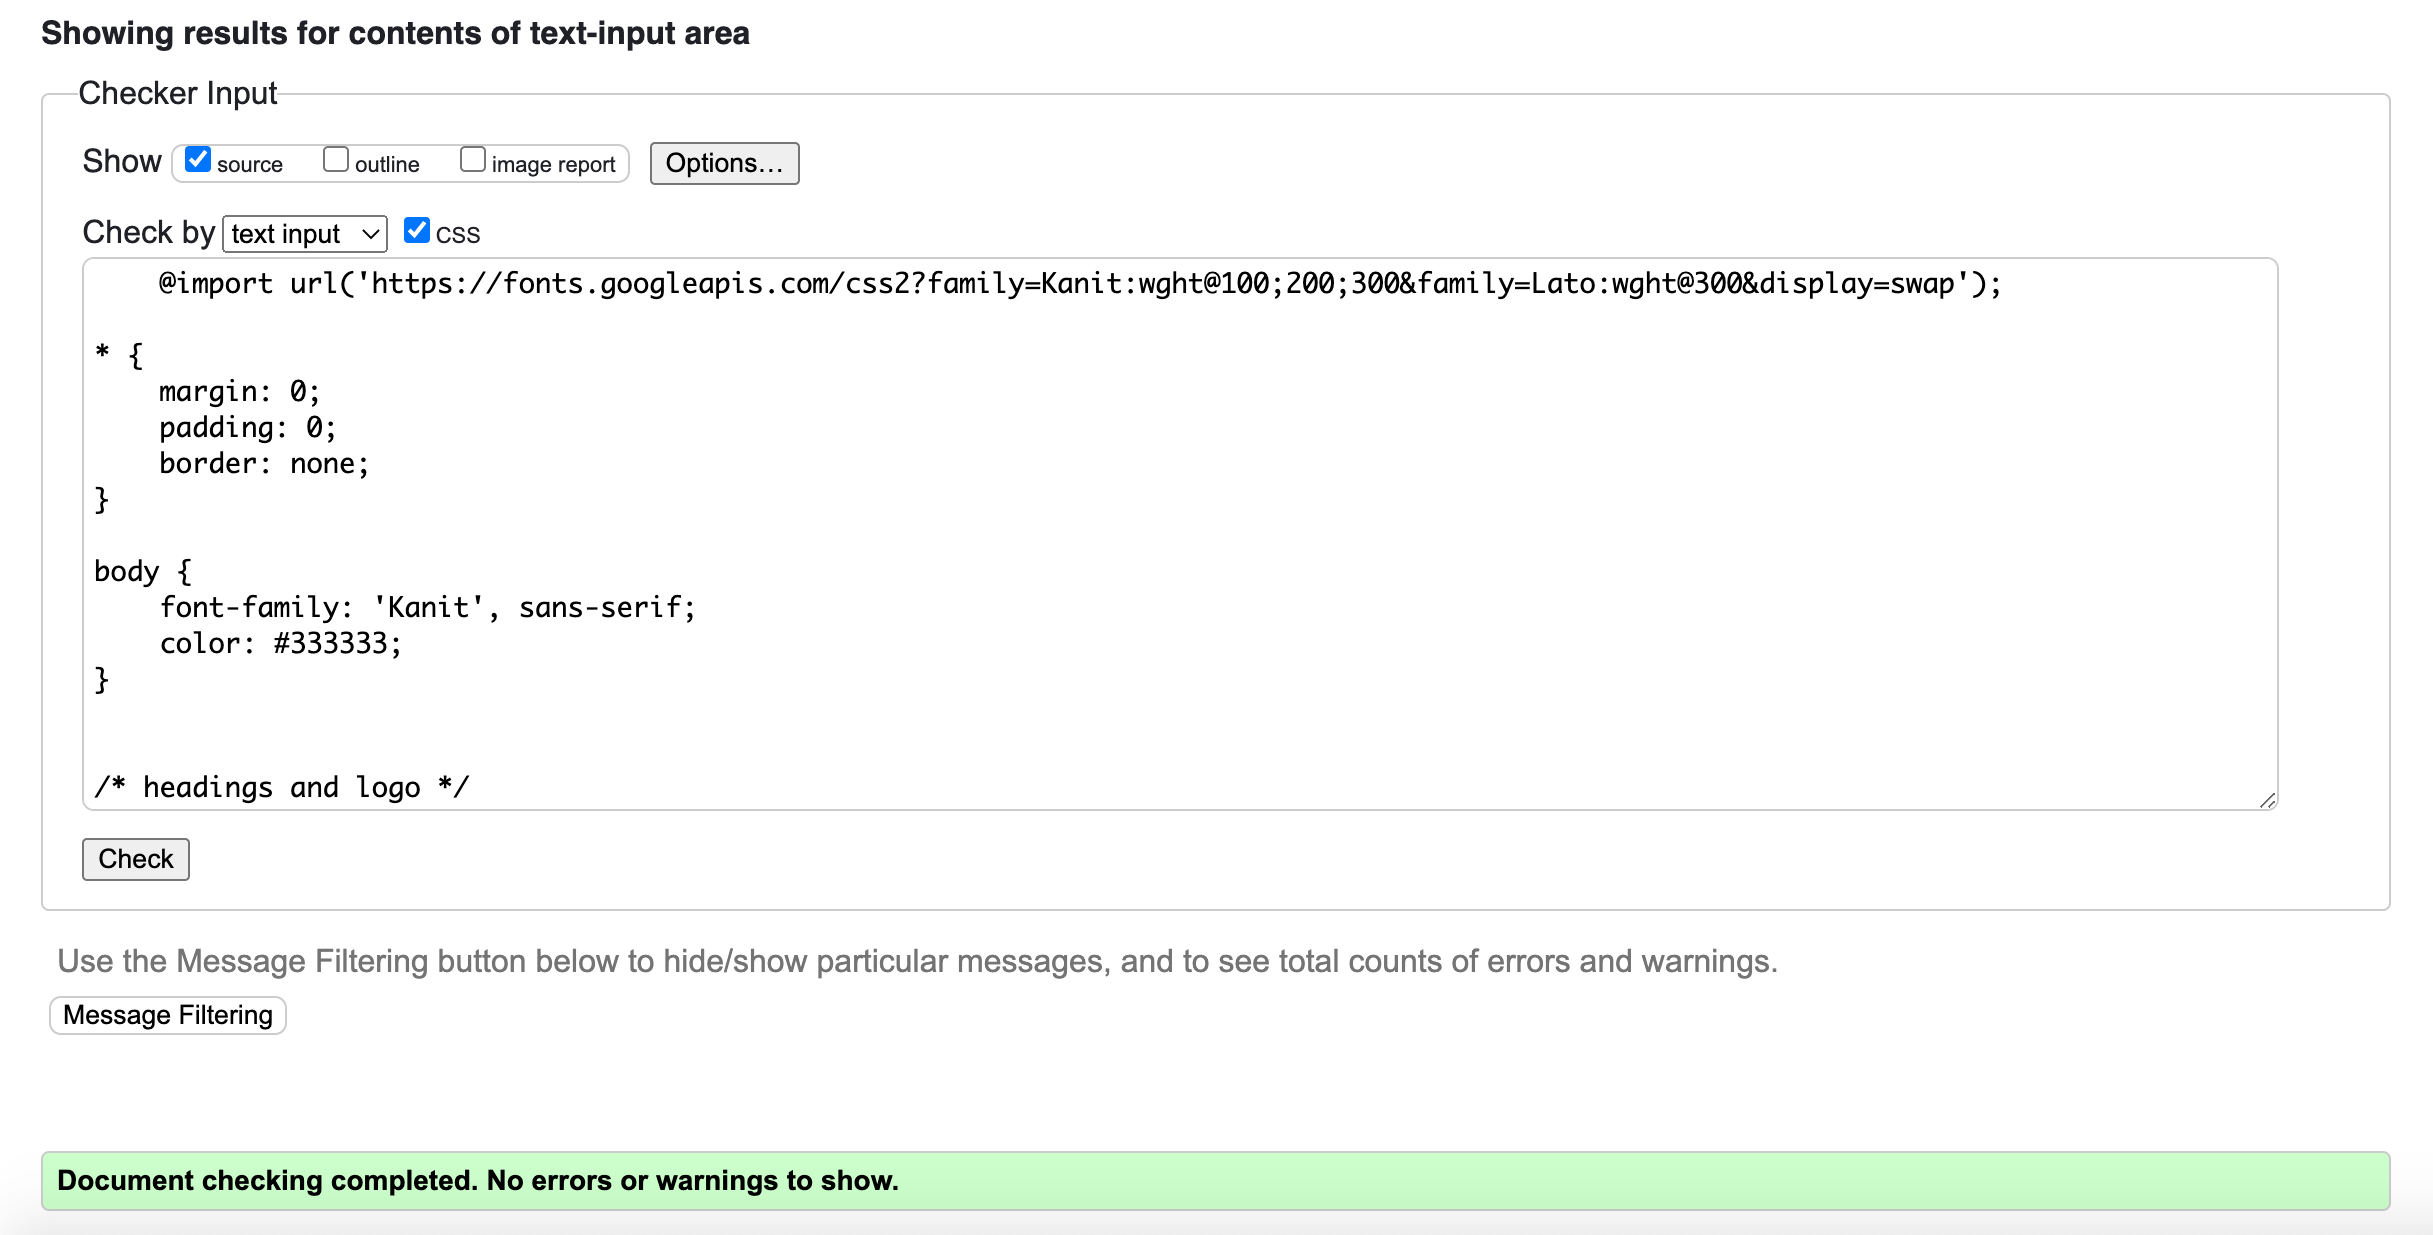 Showing results for contents of text-input area
Checker Input
Show source outline image report Options…
Check by text input CSS
@import url('https://fonts.googleapis.com/css2?family=Kanit:wght@100;200;300&family=Lato:wght@300&display=swap');
* {
margin: 0;
padding: 0;
border: none;
}
body {
font-family: 'Kanit', sans-serif;
color: #333333;
}
/* headings and logo */
Check
Use the Message Filtering button below to hide/show particular messages, and to see total counts of errors and warnings.
Message Filtering
Document checking completed. No errors or warnings to show.